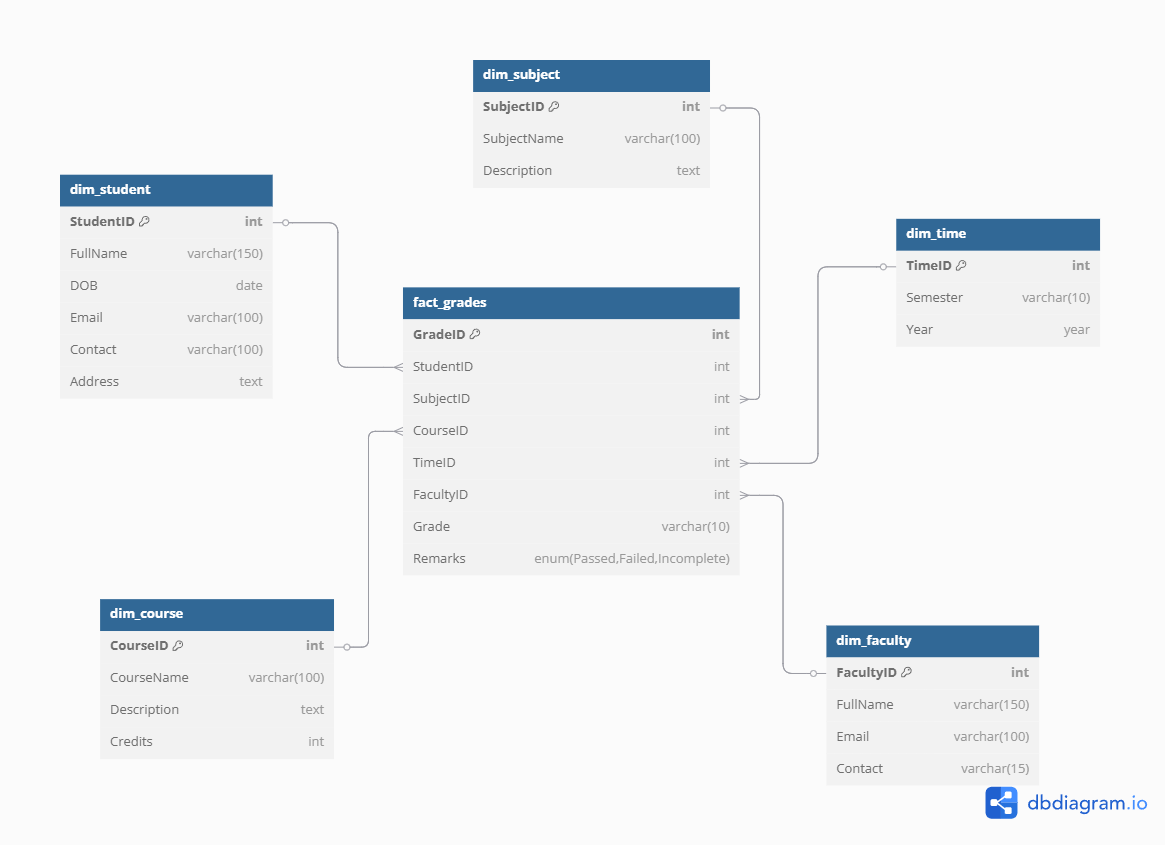 dim_subject
SubjectID int
SubjectName varchar(100)
Description text
dim_student
StudentID int
FullName varchar(150)
DOB date
Email varchar(100)
Contact varchar(100)
Address text
dim_time
TimeID int
Semester varchar(10)
Year year
fact_grades
GradeID int
StudentID int
SubjectID int
CourseID int
TimeID int
FacultyID int
Grade varchar(10)
Remarks enum(Passed,Failed,Incomplete)
dim_course
CourseID int
CourseName varchar(100)
Description text
Credits int
dim_faculty
FacultyID int
FullName varchar(150)
Email varchar(100)
Contact varchar(15)
dbdiagram.io